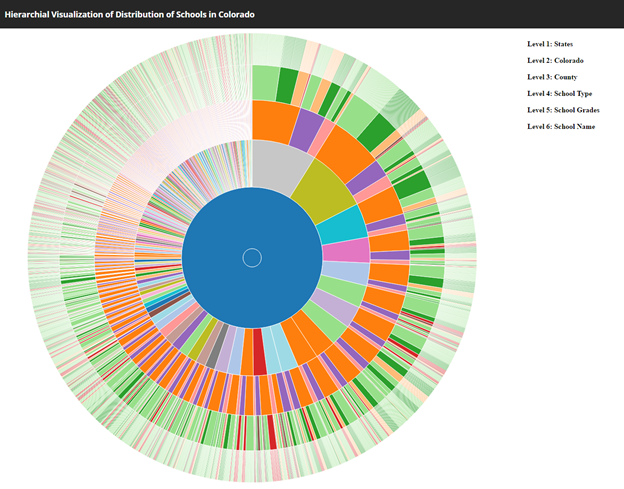 Hierarchial Visualization of Distribution of Schools in Colorado
Level 1: States
Level 2: Colorado
Level 3: County
Level 4: School Type
Level 5: School Grades
Level 6: School Name